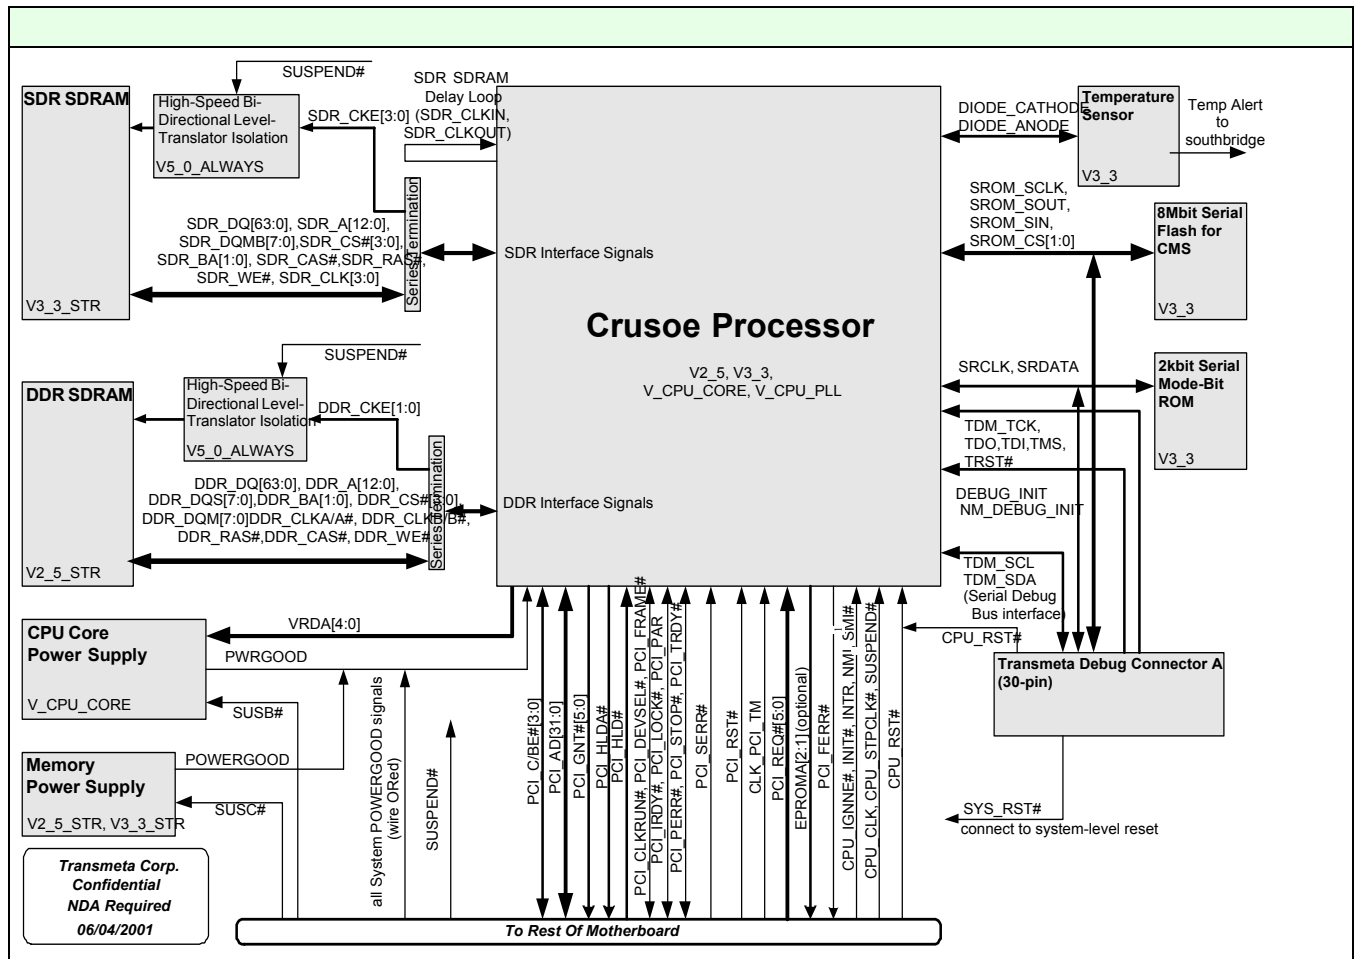 SUSPEND#
SDR SDRAM
High-Speed Bi-
Directional Level-
Translator Isolation
V5_0_ALWAYS
SDR_CKE[3:0]
SDR SDRAM
Delay Loop
(SDR_CLKIN,
SDR_CLKOUT)
SDR_DQ[63:0], SDR_A[12:0],
SDR_DQMB[7:0],SDR_CS#[3:0],
SDR_BA[1:0], SDR_CAS#,SDR_RAS#,
SDR_WE#, SDR_CLK[3:0]
Series Termination
SDR Interface Signals
V3_3_STR
Crusoe Processor
V2_5, V3_3,
V_CPU_CORE, V_CPU_PLL
DIODE_CATHODE
DIODE_ANODE
Temperature
Sensor
V3_3
Temp Alert
to
southbridge
SROM_SCLK,
SROM_SOUT,
SROM_SIN,
SROM_CS[1:0]
8Mbit Serial
Flash for
CMS
V3_3
SUSPEND#
DDR SDRAM
High-Speed Bi-
Directional Level-
Translator Isolation
V5_0_ALWAYS
DDR_CKE[1:0]
DDR_DQ[63:0], DDR_A[12:0],
DDR_DQS[7:0],DDR_BA[1:0], DDR_CS#[3:0],
DDR_DQM[7:0]DDR_CLKA/A#, DDR_CLKB/B#,
DDR_RAS#,DDR_CAS#, DDR_WE#
Series Termination
DDR Interface Signals
V2_5_STR
SRCLK, SRDATA
2kbit Serial
Mode-Bit
ROM
V3_3
TDM_TCK,
TDO,TDI,TMS,
TRST#
DEBUG_INIT
NM_DEBUG_INIT
TDM_SCL
TDM_SDA
(Serial Debug
Bus interface)
CPU_RST#
Transmeta Debug Connector A
(30-pin)
SYS_RST#
connect to system-level reset
CPU Core
Power Supply
V_CPU_CORE
VRDA[4:0]
PWRGOOD
SUSB#
Memory
Power Supply
V2_5_STR, V3_3_STR
POWERGOOD
SUSC#
all System POWERGOOD signals
(wire ORed)
SUSPEND#
PCI_C/BE#[3:0]
PCI_AD[31:0]
PCI_GNT#[5:0]
PCI_HLDA#
PCI_HLD#
PCI_CLKRUN#, PCI_DEVSEL#, PCI_FRAME#
PCI_IRDY#, PCI_LOCK#, PCI_PAR
PCI_PERR#, PCI_STOP#, PCI_TRDY#
PCI_SERR#
PCI_RST#
CLK_PCI_TM
PCI_REQ#[5:0]
EPROMA[2:1] (optional)
PCI_FERR#
CPU_IGNNE#, INIT#, INTR, NMI, SMI#
CPU_CLK, CPU_STPCLK#, SUSPEND#
CPU_RST#
Transmeta Corp.
Confidential
NDA Required
06/04/2001
To Rest Of Motherboard